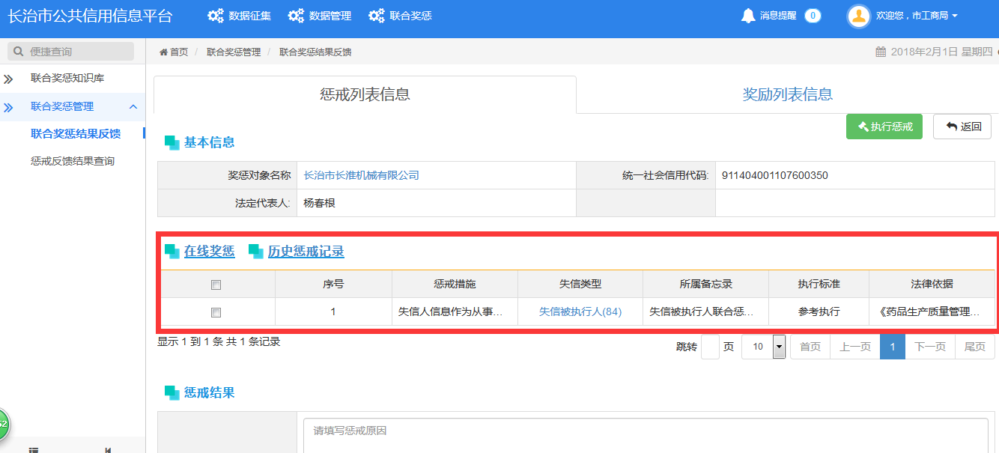 长治市公共信用信息平台 数据征集 数据管理 联合奖惩 消息提醒 0 欢迎您，市工商局
便捷查询
首页 / 联合奖惩管理 / 联合奖惩结果反馈 2018年2月1日 星期四
联合奖惩知识库
联合奖惩管理
联合奖惩结果反馈
惩戒反馈结果查询
惩戒列表信息 奖励列表信息
执行惩戒 返回
基本信息
奖惩对象名称 长治市长淮机械有限公司 统一社会信用代码: 911404001107600350
法定代表人: 杨春根
在线奖惩 历史惩戒记录
序号 惩戒措施 失信类型 所属备忘录 执行标准 法律依据
1 失信人信息作为从事... 失信被执行人(84) 失信被执行人联合惩... 参考执行 《药品生产质量管理...
显示 1 到 1 条 共 1 条记录
跳转 页 10 首页 上一页 1 下一页 尾页
惩戒结果
请填写惩戒原因